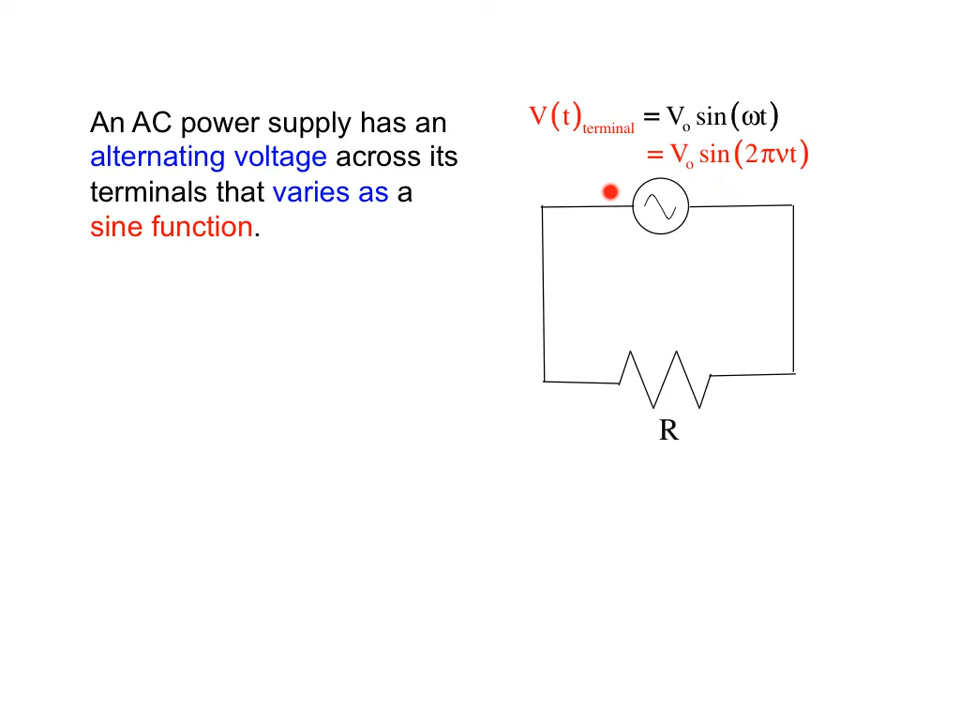 An AC power supply has an
alternating voltage across its
terminals that varies as a
sine function.
V(t)terminal = Vo sin(ωt)
= Vo sin(2πνt)
R